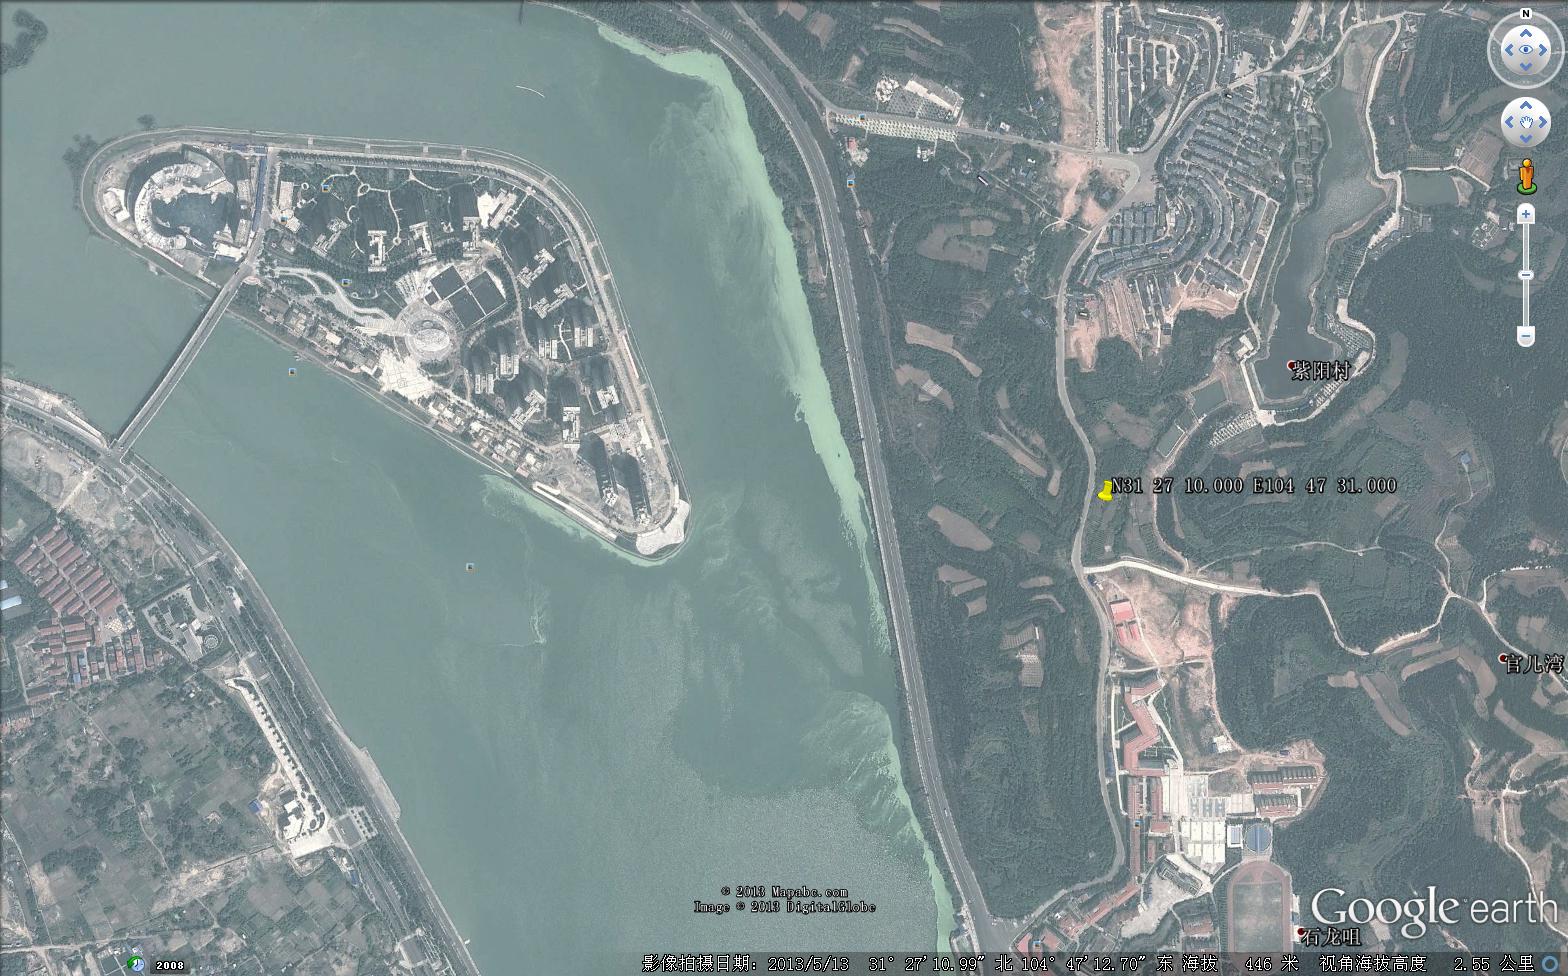 N
紫阳村
N31 27 10.000 E104 47 31.000
官儿湾
© 2013 Mapabc.com
Image © 2013 DigitalGlobe
Google earth
石龙咀
2008
影像拍摄日期: 2013/5/13 31° 27'10.99" 北 104° 47'12.70" 东 海拔 446 米 视角海拔高度 2.55 公里